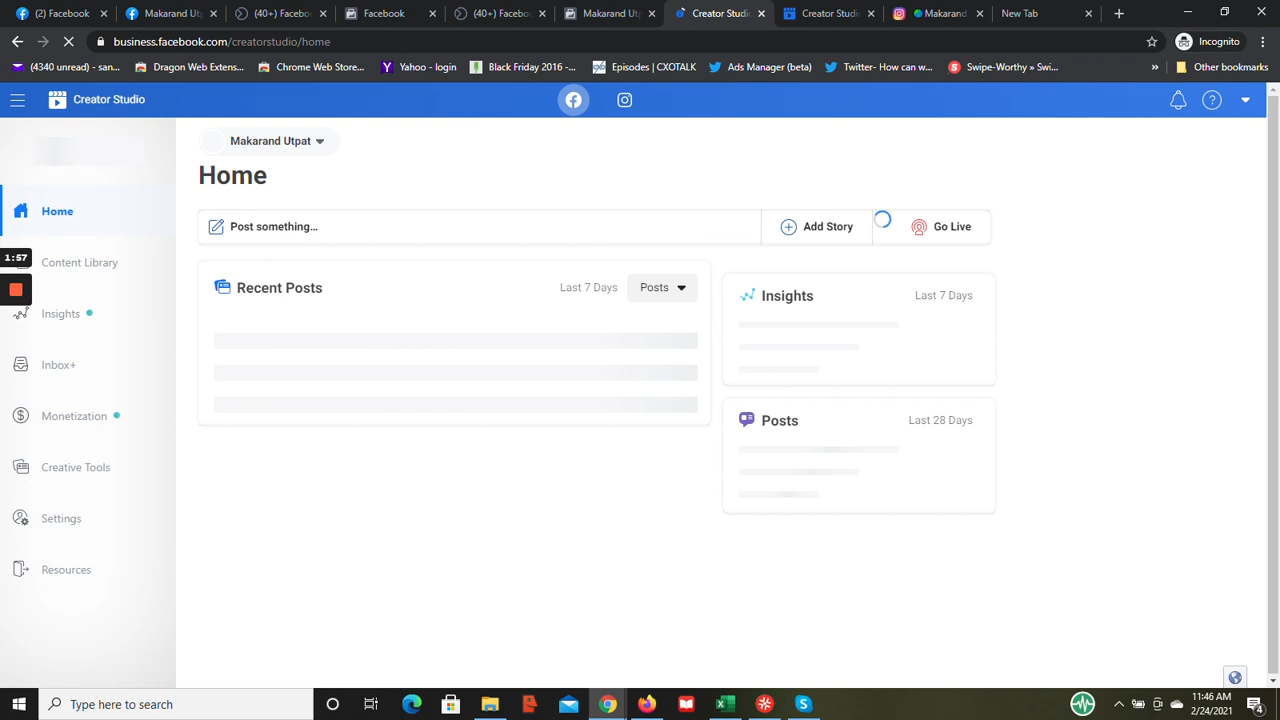 (2) Facebook
Makarand Ut
(40+) Facebo
Facebook
(40+) Facebo
Makarand Ut
Creator Studi
Creator Studi
Makarand
New Tab
business.facebook.com/creatorstudio/home
Incognito
(4340 unread) - san...
Dragon Web Extens...
Chrome Web Store...
Yahoo - login
Black Friday 2016 -...
Episodes | CXOTALK
Ads Manager (beta)
Twitter- How can w...
Swipe-Worthy » Swi...
»
Other bookmarks
Creator Studio
Makarand Utpat
Home
Post something...
Add Story
Go Live
Home
1:57
Content Library
Insights
Inbox+
Monetization
Creative Tools
Settings
Resources
Recent Posts
Last 7 Days
Posts
Insights
Last 7 Days
Posts
Last 28 Days
Type here to search
11:46 AM
2/24/2021
4